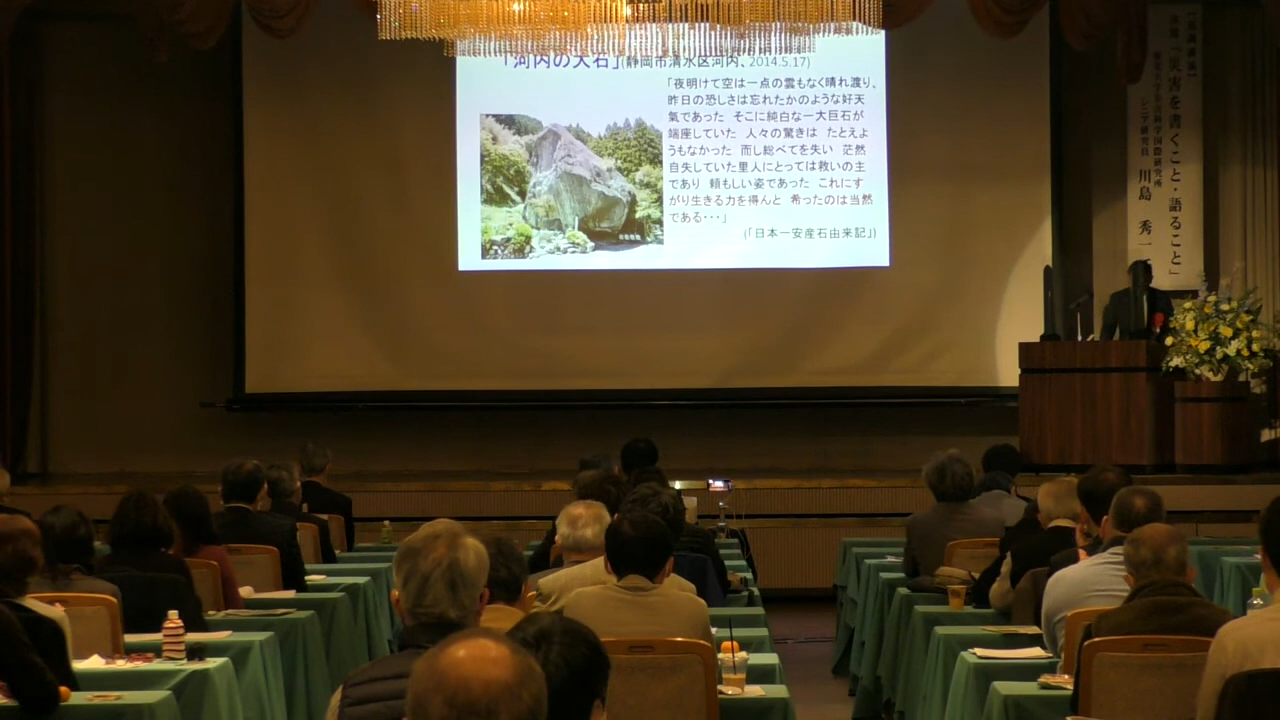 「河内の大石」(静岡市清水区河内、2014.5.17)
「夜明けて空は一点の雲もなく晴れ渡り、
昨日の恐しさは忘れたかのような好天
氣であった そこに純白な一大巨石が
端座していた 人々の驚きは たとえよ
うもなかった 而し総べてを失い 茫然
自失していた里人にとっては救いの主
であり 頼もしい姿であった これにす
がり生きる力を得んと 希ったのは当然
である・・・」
(「日本一安産石由来記」)
「災害を書くこと・語ること」
シニア研究員 川島 秀一